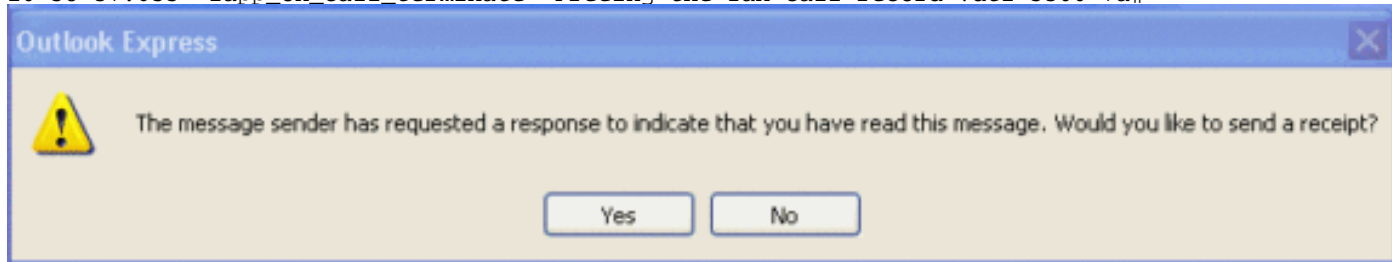 Outlook Express
The message sender has requested a response to indicate that you have read this message. Would you like to send a receipt?
Yes No